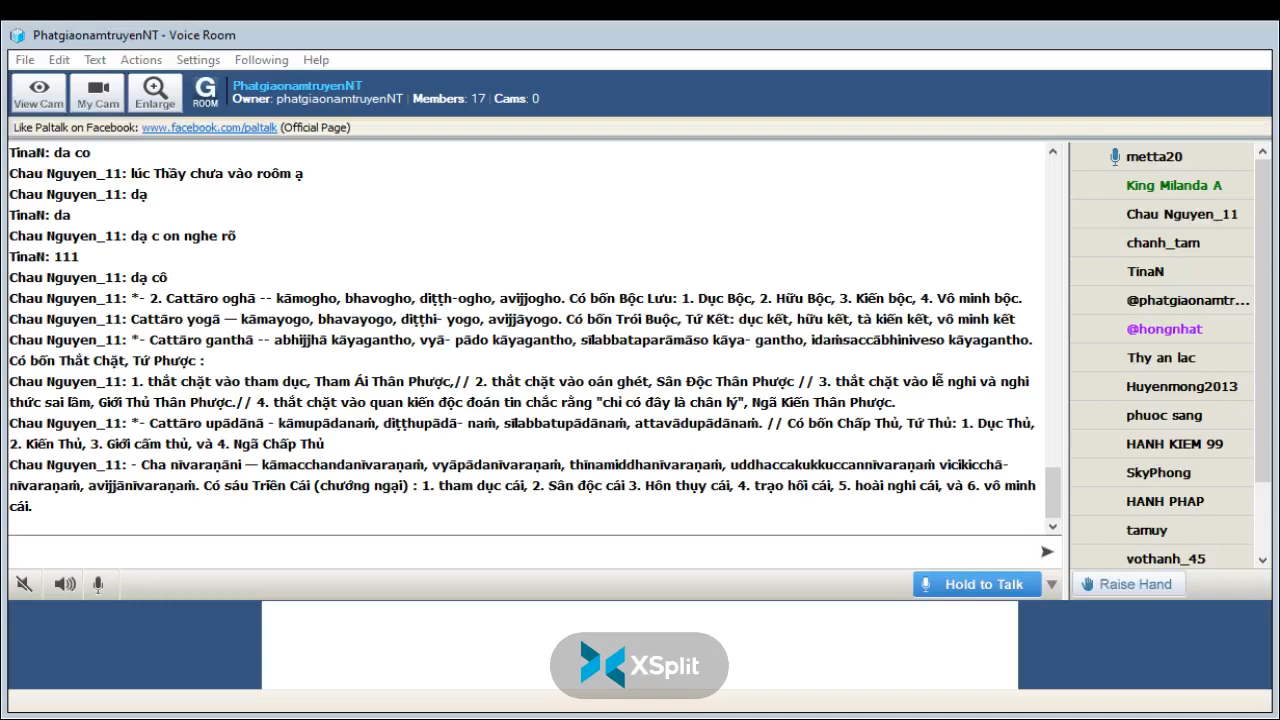 PhatgiaonamtruyenNT - Voice Room
File Edit Text Actions Settings Following Help
View Cam My Cam Enlarge G ROOM
PhatgiaonamtruyenNT
Owner: phatgiaonamtruyenNT | Members: 17 | Cams: 0
Like Paltalk on Facebook: www.facebook.com/paltalk (Official Page)
TinaN: da co
Chau Nguyen_11: lúc Thầy chưa vào roôm ạ
Chau Nguyen_11: dạ
TinaN: da
Chau Nguyen_11: dạ c on nghe rõ
TinaN: 111
Chau Nguyen_11: dạ cô
Chau Nguyen_11: *- 2. Cattāro oghā -- kāmogho, bhavogho, diṭṭh-ogho, avijjogho. Có bốn Bộc Lưu: 1. Dục Bộc, 2. Hữu Bộc, 3. Kiến bộc, 4. Vô minh bộc.
Chau Nguyen_11: Cattāro yogā — kāmayogo, bhavayogo, diṭṭhi- yogo, avijjāyogo. Có bốn Trói Buộc, Tứ Kết: dục kết, hữu kết, tà kiến kết, vô minh kết
Chau Nguyen_11: *- Cattāro ganthā -- abhijjhā kāyagantho, vyā- pādo kāyagantho, sīlabbataparāmāso kāya- gantho, idaṁsaccābhiniveso kāyagantho.
Có bốn Thắt Chặt, Tứ Phược :
Chau Nguyen_11: 1. thắt chặt vào tham dục, Tham Ái Thân Phược,// 2. thắt chặt vào oán ghét, Sân Độc Thân Phược // 3. thắt chặt vào lễ nghi và nghi
thức sai lầm, Giới Thủ Thân Phược.// 4. thắt chặt vào quan kiến độc đoán tin chắc rằng "chỉ có đây là chân lý", Ngã Kiến Thân Phược.
Chau Nguyen_11: *- Cattāro upādānā - kāmupādanaṁ, diṭṭhupādā- naṁ, sīlabbatupādānaṁ, attavādupādānaṁ. // Có bốn Chấp Thủ, Tứ Thủ: 1. Dục Thủ,
2. Kiến Thủ, 3. Giới cấm thủ, và 4. Ngã Chấp Thủ
Chau Nguyen_11: - Cha nīvaraṇāni — kāmacchandanīvaraṇaṁ, vyāpādanīvaraṇaṁ, thīnamiddhanīvaraṇaṁ, uddhaccakukkuccannīvaraṇaṁ vicikicchā-
nīvaraṇaṁ, avijjānīvaraṇaṁ. Có sáu Triền Cái (chướng ngại) : 1. tham dục cái, 2. Sân độc cái 3. Hôn thụy cái, 4. trạo hối cái, 5. hoài nghi cái, và 6. vô minh
cái.
metta20
King Milanda A
Chau Nguyen_11
chanh_tam
TinaN
@phatgiaonamtr...
@hongnhat
Thy an lac
Huyenmong2013
phuoc sang
HANH KIEM 99
SkyPhong
HANH PHAP
tamuy
vothanh_45
Hold to Talk
Raise Hand
XSplit